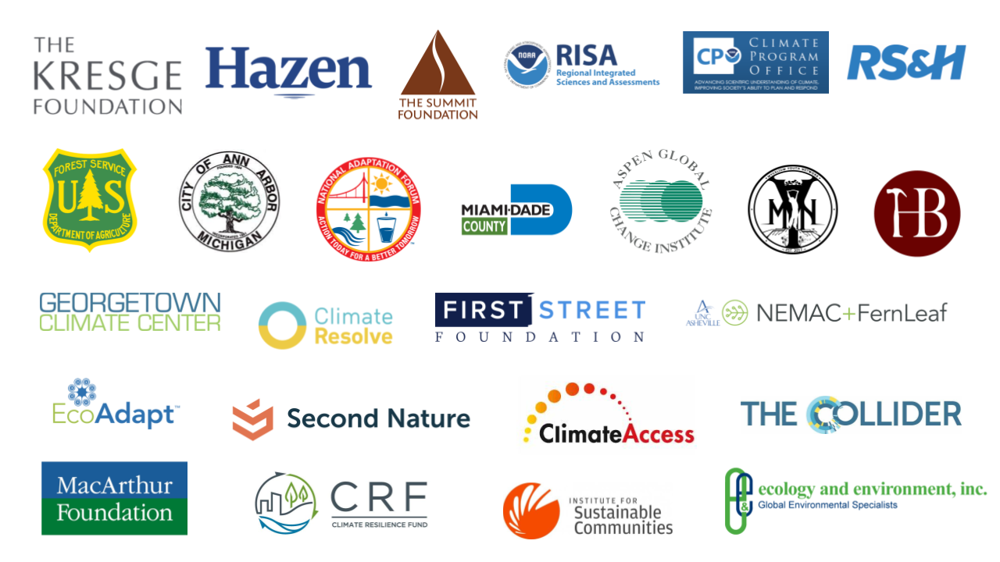 THE
KRESGE
FOUNDATION
Hazen
THE SUMMIT
FOUNDATION
NOAA
RISA
Regional Integrated
Sciences and Assessments
CPO
CLIMATE
PROGRAM
OFFICE
ADVANCING SCIENTIFIC UNDERSTANDING OF CLIMATE,
IMPROVING SOCIETY'S ABILITY TO PLAN AND RESPOND
RS&H
FOREST SERVICE
US
DEPARTMENT OF AGRICULTURE
CITY OF ANN ARBOR
MICHIGAN
NATIONAL ADAPTATION FORUM
ACTION TODAY FOR A BETTER TOMORROW
MIAMI-DADE
COUNTY
ASPEN GLOBAL
CHANGE INSTITUTE
MYN
HB
GEORGETOWN
CLIMATE CENTER
Climate
Resolve
FIRST STREET
FOUNDATION
UNC
ASHEVILLE
NEMAC+FernLeaf
EcoAdapt™
Second Nature
ClimateAccess
THE COLLIDER
MacArthur
Foundation
CRF
CLIMATE RESILIENCE FUND
INSTITUTE FOR
Sustainable
Communities
E&E
ecology and environment, inc.
Global Environmental Specialists